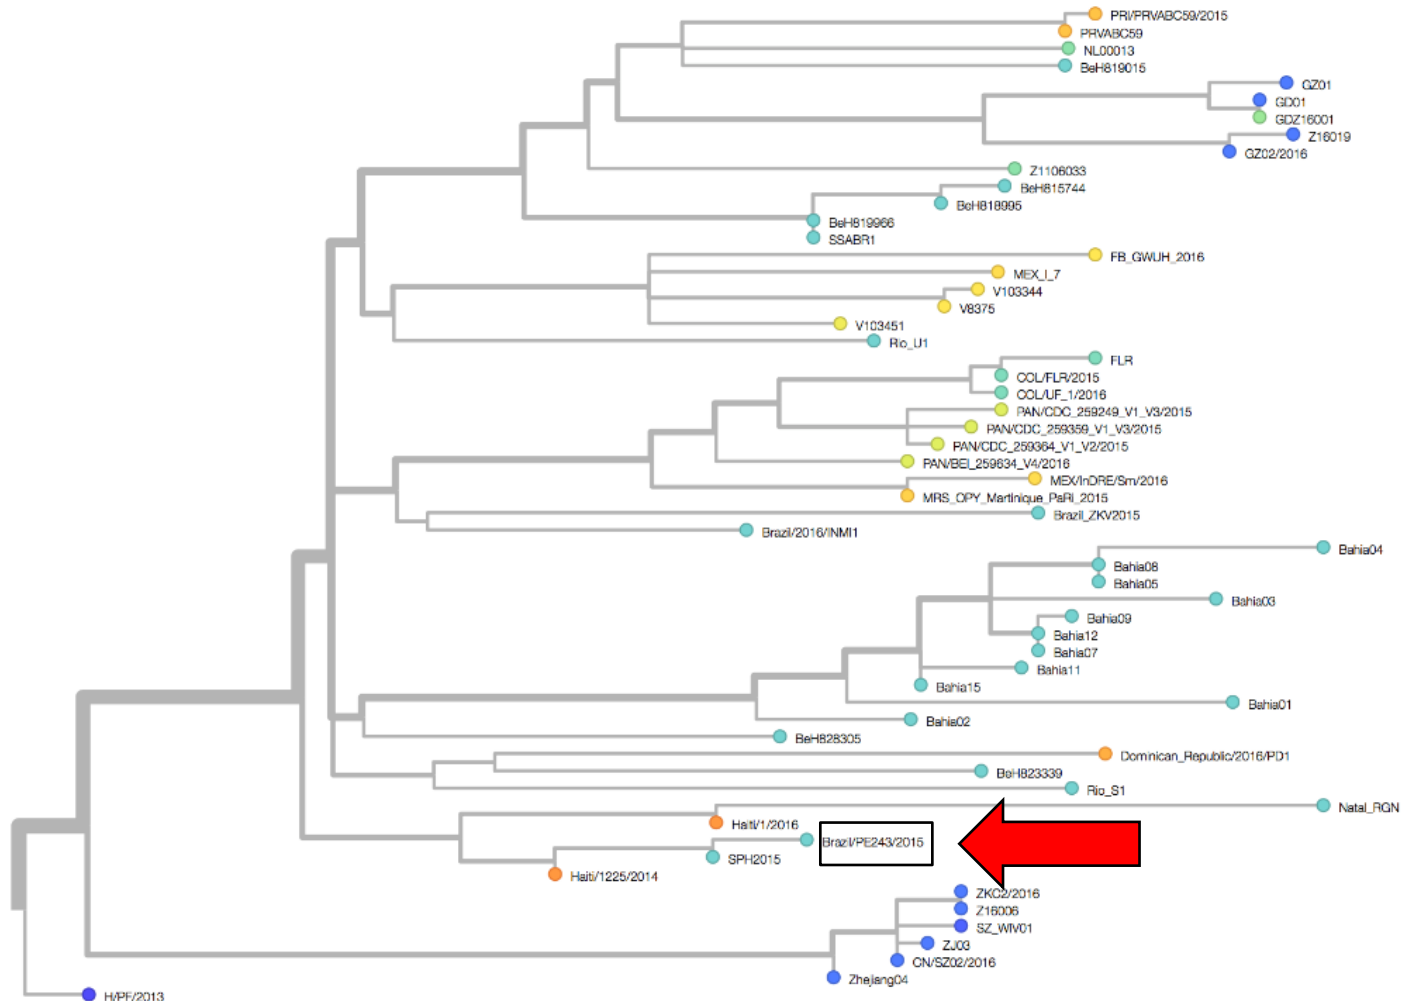 PRI/PRVABC59/2015
PRVABC59
NL00013
BeH819015
GZ01
GD01
GDZ16001
Z16019
GZ02/2016
Z1106033
BeH815744
BeH818995
BeH819966
SSABR1
FB_GWUH_2016
MEX_I_7
V103344
V8375
V103451
Rio_U1
FLR
COL/FLR/2015
COL/UF_1/2016
PAN/CDC_259249_V1_V3/2015
PAN/CDC_259359_V1_V3/2015
PAN/CDC_259364_V1_V2/2015
PAN/BEI_259634_V4/2016
MEX/InDRE/Sm/2016
MRS_OPY_Martinique_PaRi_2015
Brazil_ZKV2015
Brazil/2016/INMI1
Bahia04
Bahia08
Bahia05
Bahia03
Bahia09
Bahia12
Bahia07
Bahia11
Bahia15
Bahia01
Bahia02
BeH828305
Dominican_Republic/2016/PD1
BeH823339
Rio_S1
Natal_RGN
Haiti/1/2016
Brazil/PE243/2015
SPH2015
Haiti/1225/2014
ZKC2/2016
Z16006
SZ_WIV01
ZJ03
CN/SZ02/2016
Zhejiang04
H/PF/2013